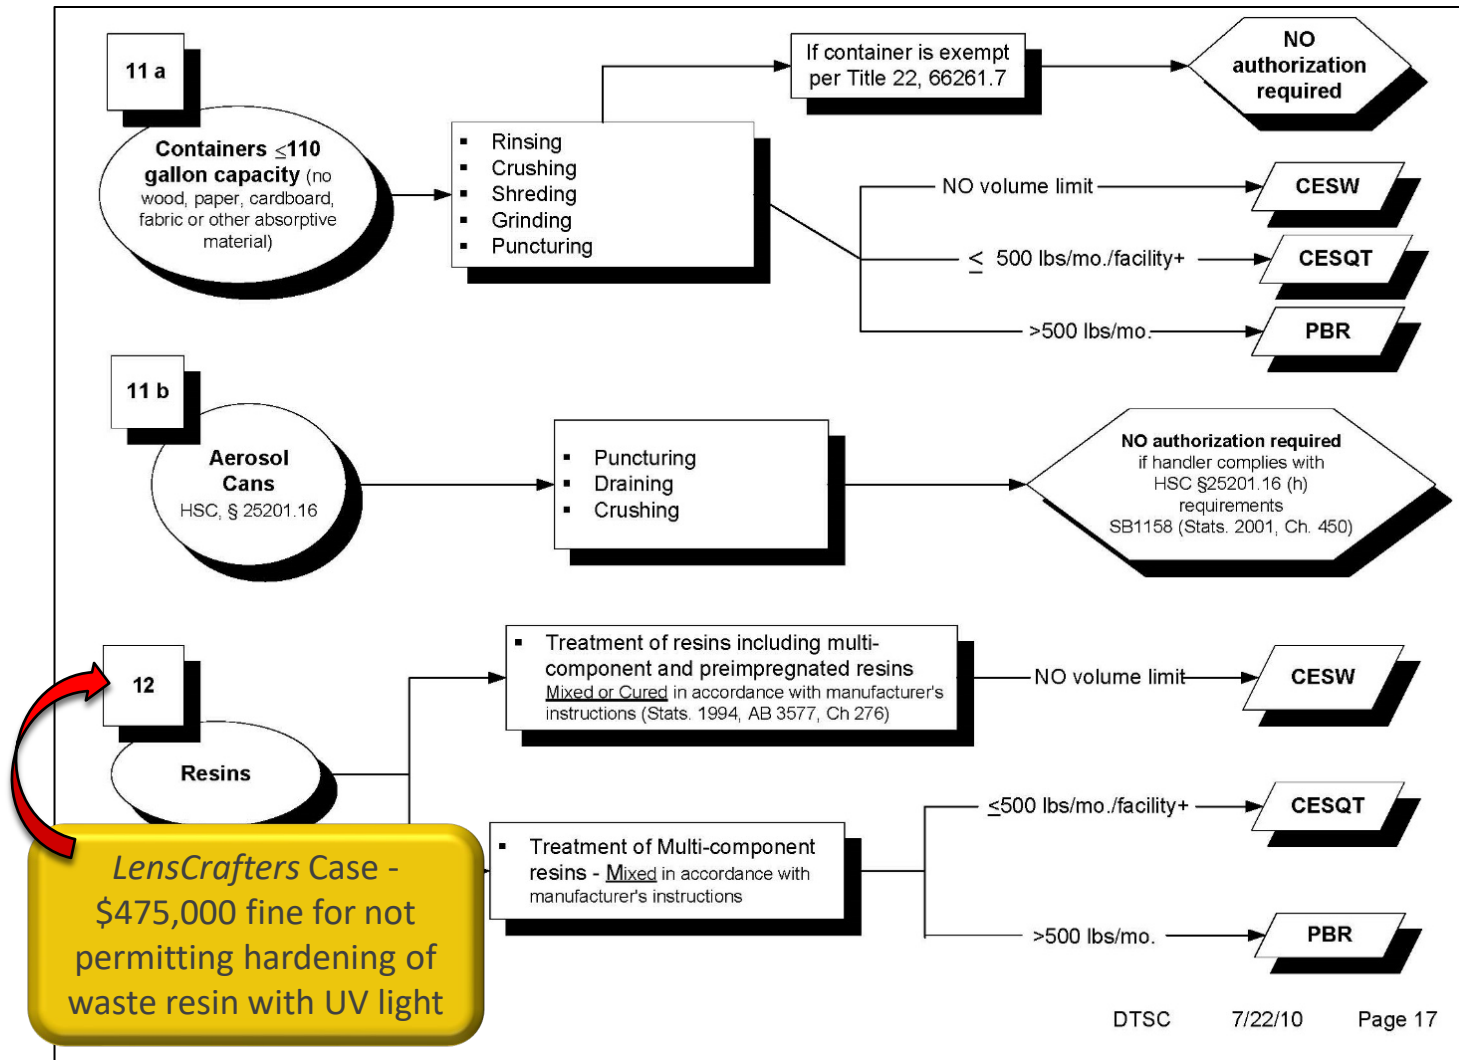 11 a
Containers ≤110
gallon capacity (no
wood, paper, cardboard,
fabric or other absorptive
material)
▪ Rinsing
▪ Crushing
▪ Shreding
▪ Grinding
▪ Puncturing
If container is exempt
per Title 22, 66261.7
NO
authorization
required
NO volume limit
CESW
≤ 500 lbs/mo./facility+
CESQT
>500 lbs/mo.
PBR
11 b
Aerosol
Cans
HSC, § 25201.16
▪ Puncturing
▪ Draining
▪ Crushing
NO authorization required
if handler complies with
HSC §25201.16 (h)
requirements
SB1158 (Stats. 2001, Ch. 450)
12
Resins
▪ Treatment of resins including multi-
component and preimpregnated resins
Mixed or Cured in accordance with manufacturer's
instructions (Stats. 1994, AB 3577, Ch 276)
NO volume limit
CESW
▪ Treatment of Multi-component
resins - Mixed in accordance with
manufacturer's instructions
≤500 lbs/mo./facility+
CESQT
>500 lbs/mo.
PBR
LensCrafters Case -
$475,000 fine for not
permitting hardening of
waste resin with UV light
DTSC 7/22/10 Page 17